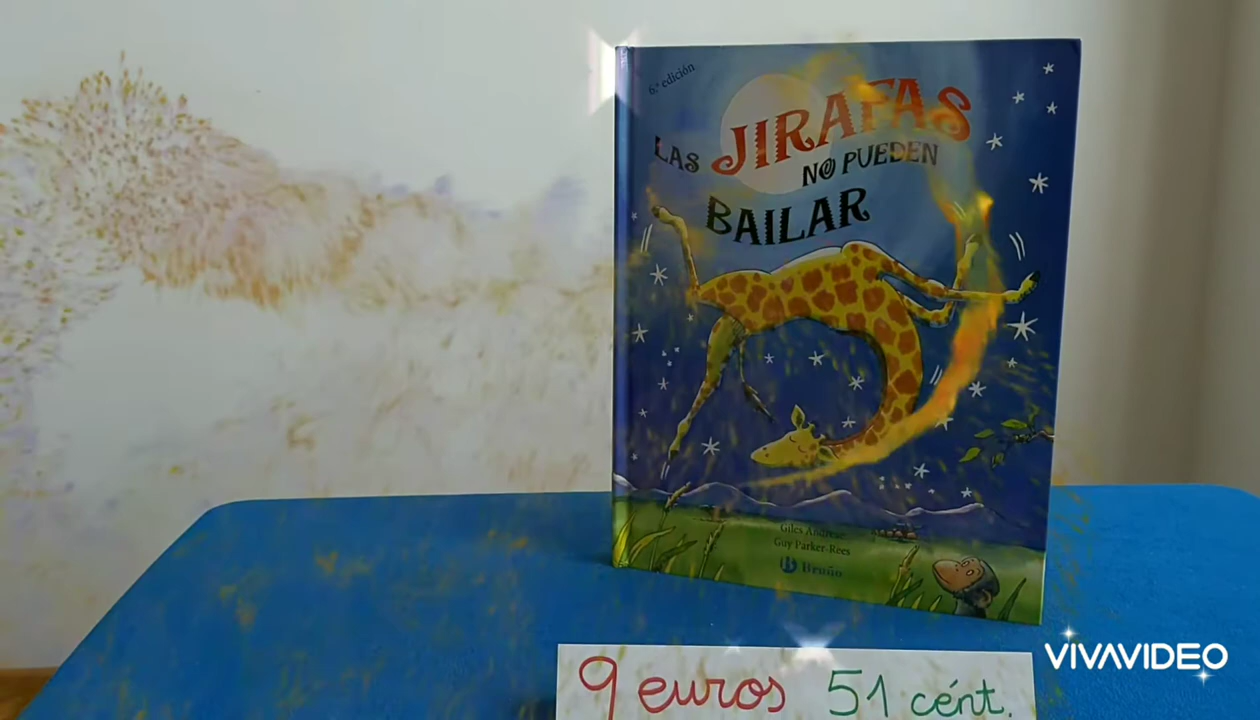 6.ª edición
LAS JIRAFAS
NO PUEDEN
BAILAR
Giles Andreae
Guy Parker-Rees
Bruño
9 euros 51 cént.
VIVAVIDEO